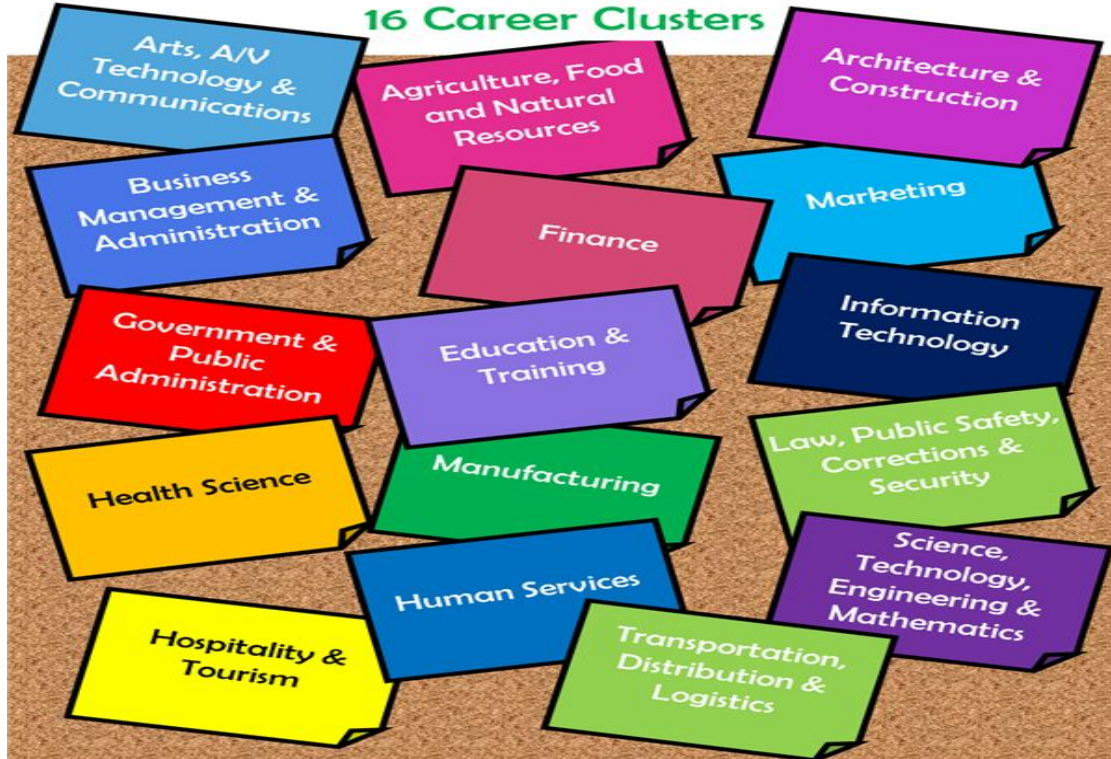 16 Career Clusters
Arts, A/V
Technology &
Communications
Agriculture, Food
and Natural
Resources
Architecture &
Construction
Business
Management &
Administration
Finance
Marketing
Government &
Public
Administration
Education &
Training
Information
Technology
Health Science
Manufacturing
Law, Public Safety,
Corrections &
Security
Hospitality &
Tourism
Human Services
Transportation,
Distribution &
Logistics
Science,
Technology,
Engineering &
Mathematics